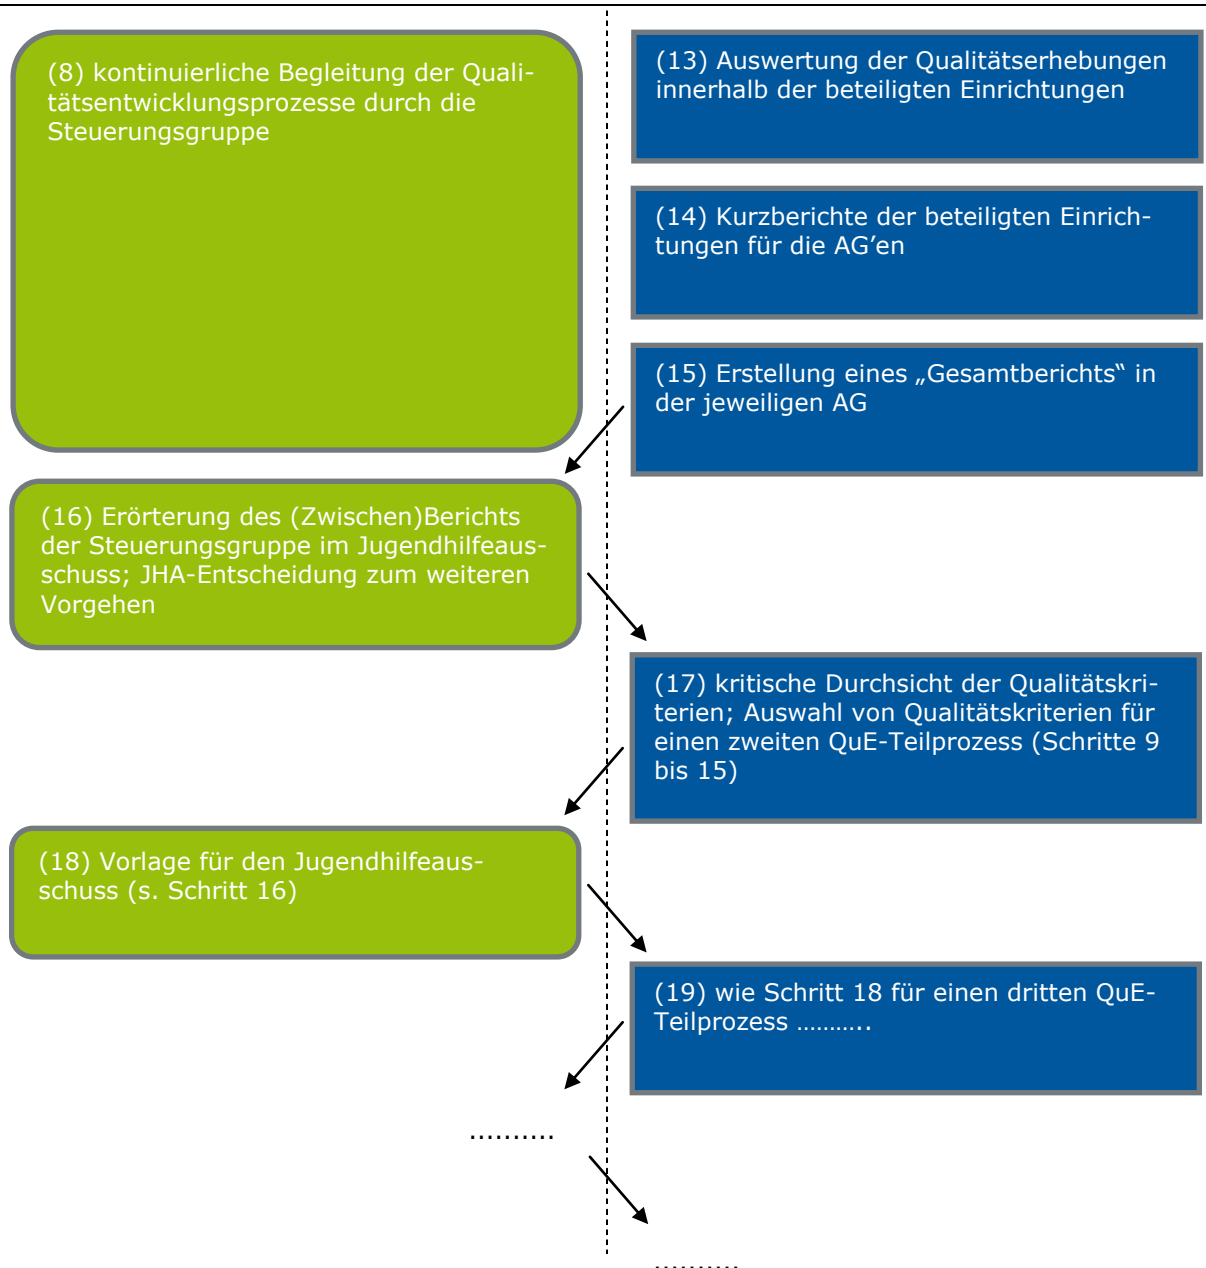 (8) kontinuierliche Begleitung der Quali-
tätsentwicklungsprozesse durch die
Steuerungsgruppe
(13) Auswertung der Qualitätserhebungen
innerhalb der beteiligten Einrichtungen
(14) Kurzberichte der beteiligten Einrich-
tungen für die AG’en
(15) Erstellung eines „Gesamtberichts“ in
der jeweiligen AG
(16) Erörterung des (Zwischen)Berichts
der Steuerungsgruppe im Jugendhilfeaus-
schuss; JHA-Entscheidung zum weiteren
Vorgehen
(17) kritische Durchsicht der Qualitätskri-
terien; Auswahl von Qualitätskriterien für
einen zweiten QuE-Teilprozess (Schritte 9
bis 15)
(18) Vorlage für den Jugendhilfeaus-
schuss (s. Schritt 16)
(19) wie Schritt 18 für einen dritten QuE-
Teilprozess ………..
……….
……….